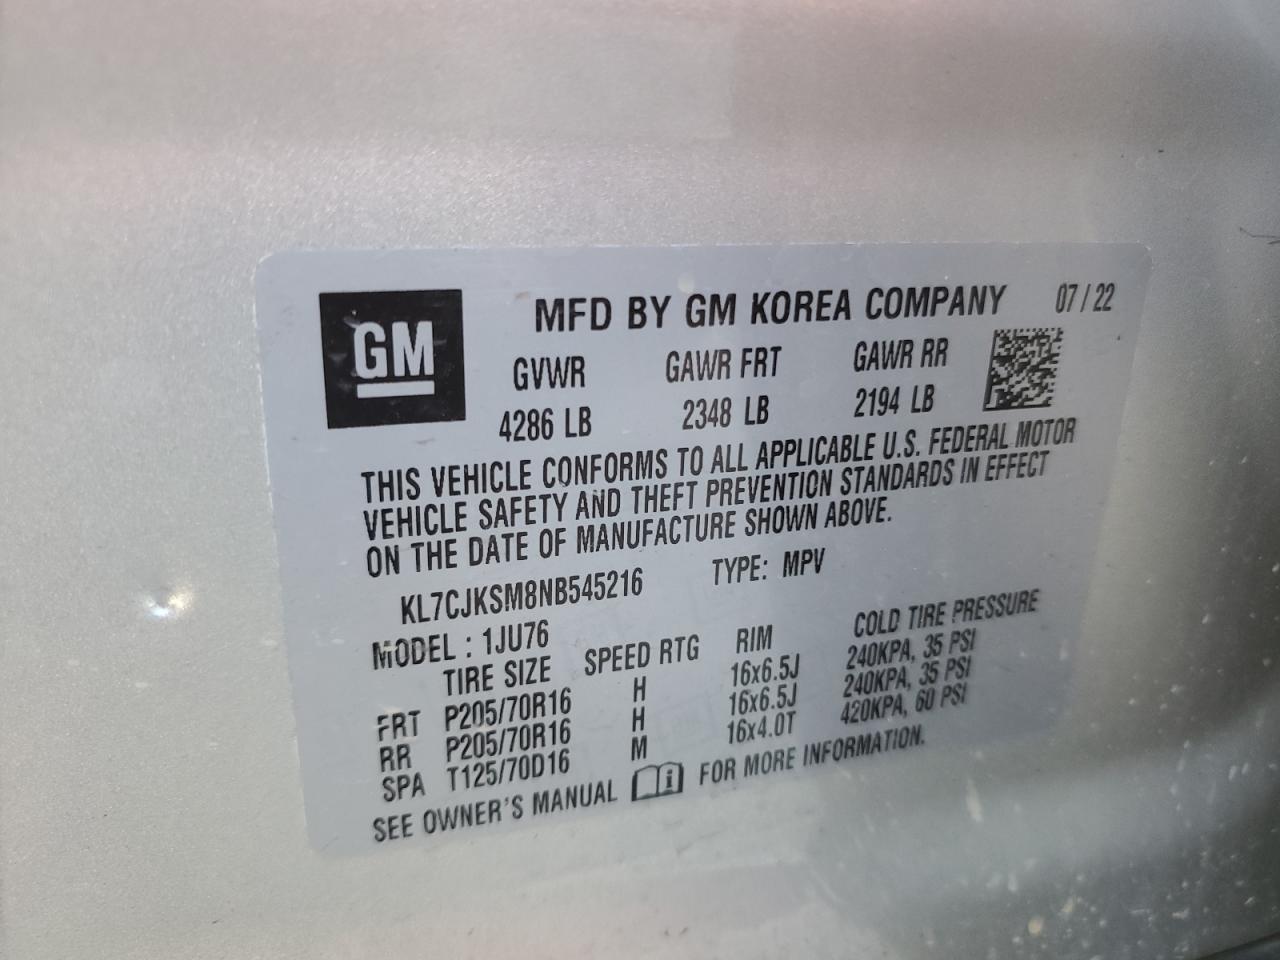 GM
MFD BY GM KOREA COMPANY 07/22
GVWR GAWR FRT GAWR RR
4286 LB 2348 LB 2194 LB
THIS VEHICLE CONFORMS TO ALL APPLICABLE U.S. FEDERAL MOTOR
VEHICLE SAFETY AND THEFT PREVENTION STANDARDS IN EFFECT
ON THE DATE OF MANUFACTURE SHOWN ABOVE.
KL7CJKSM8NB545216 TYPE: MPV
MODEL : 1JU76
TIRE SIZE SPEED RTG RIM COLD TIRE PRESSURE
FRT P205/70R16 H 16x6.5J 240KPA, 35 PSI
RR P205/70R16 H 16x6.5J 240KPA, 35 PSI
SPA T125/70D16 M 16x4.0T 420KPA, 60 PSI
SEE OWNER'S MANUAL i FOR MORE INFORMATION.